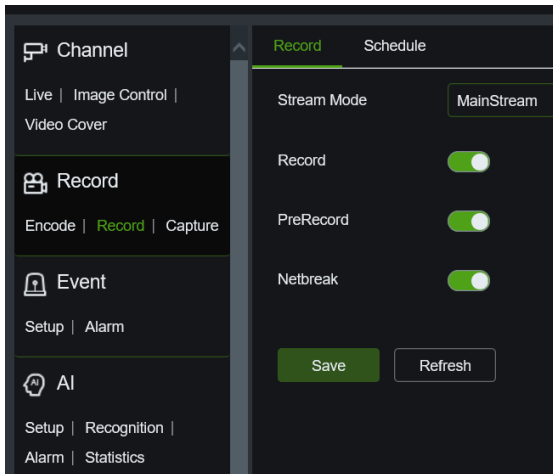 Channel
Live | Image Control |
Video Cover
Record
Encode | Record | Capture
Event
Setup | Alarm
AI
AI
Setup | Recognition |
Alarm | Statistics
Record Schedule
Stream Mode MainStream
Record
PreRecord
Netbreak
Save Refresh